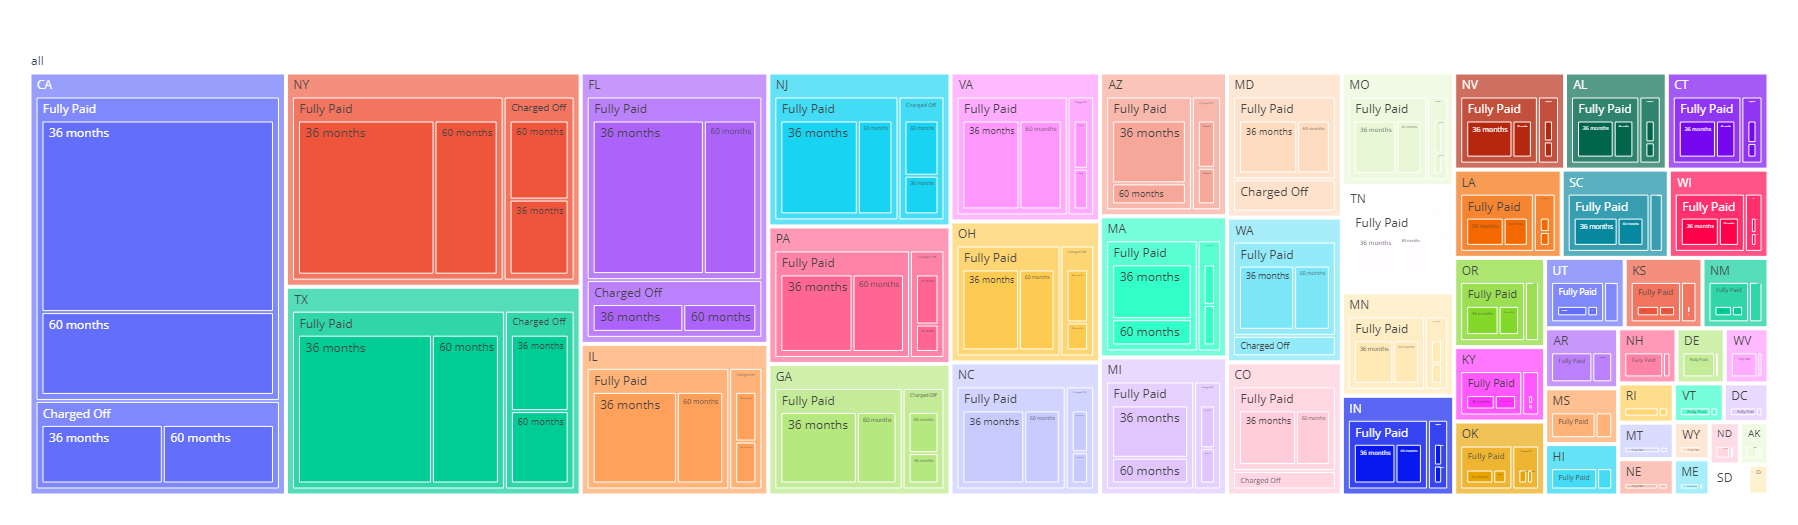 all
CA
Fully Paid
36 months
60 months
Charged Off
36 months
60 months
NY
Fully Paid
36 months
60 months
Charged Off
60 months
36 months
TX
Fully Paid
36 months
60 months
Charged Off
36 months
60 months
FL
Fully Paid
36 months
60 months
Charged Off
36 months
60 months
IL
Fully Paid
36 months
60 months
Charged Off
NJ
Fully Paid
36 months
60 months
Charged Off
60 months
36 months
PA
Fully Paid
36 months
60 months
Charged Off
GA
Fully Paid
36 months
60 months
Charged Off
60 months
36 months
VA
Fully Paid
36 months
60 months
OH
Fully Paid
36 months
60 months
Charged Off
NC
Fully Paid
36 months
60 months
AZ
Fully Paid
36 months
60 months
MA
Fully Paid
36 months
60 months
MI
Fully Paid
36 months
60 months
MD
Fully Paid
36 months
60 months
Charged Off
WA
Fully Paid
36 months
60 months
Charged Off
CO
Fully Paid
36 months
60 months
Charged Off
MO
Fully Paid
36 months
60 months
TN
Fully Paid
36 months
60 months
MN
Fully Paid
36 months
60 months
IN
Fully Paid
36 months
60 months
NV
Fully Paid
36 months
AL
Fully Paid
36 months
CT
Fully Paid
36 months
LA
Fully Paid
36 months
SC
Fully Paid
36 months
WI
Fully Paid
36 months
OR
Fully Paid
36 months
KY
Fully Paid
OK
Fully Paid
UT
Fully Paid
KS
Fully Paid
NM
Fully Paid
AR
Fully Paid
NH
Fully Paid
DE
Fully Paid
WV
MS
Fully Paid
RI
VT
Fully Paid
DC
Fully Paid
HI
Fully Paid
MT
WY
ND
AK
NE
ME
SD